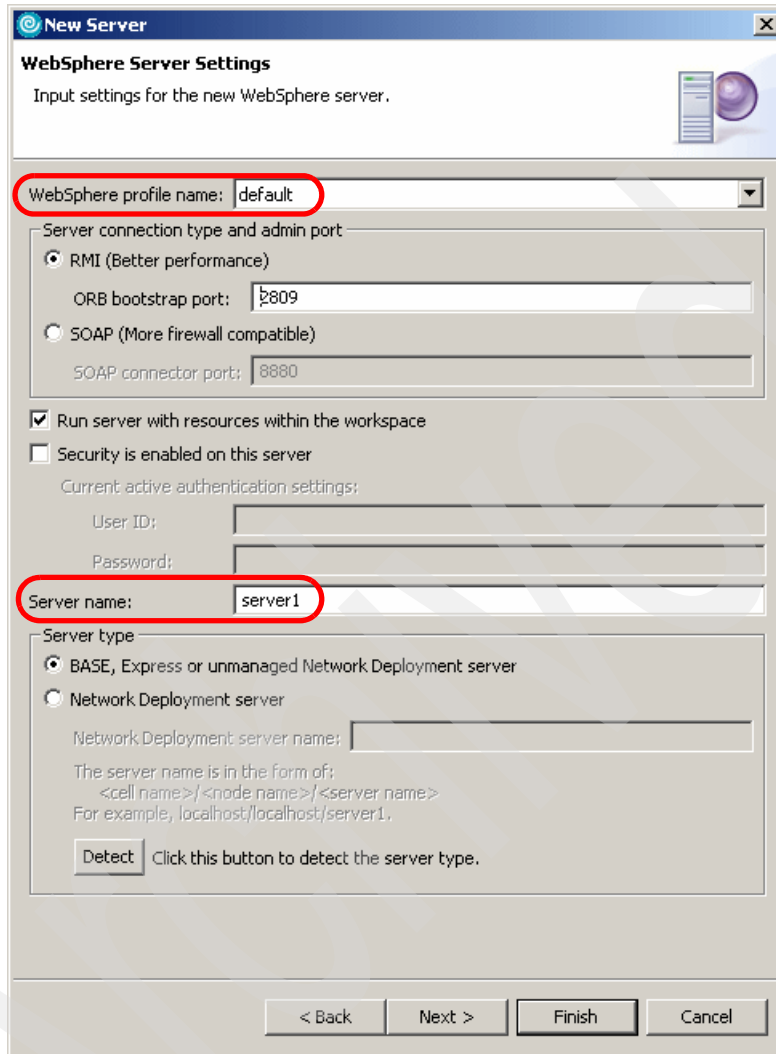 New Server
WebSphere Server Settings
Input settings for the new WebSphere server.
WebSphere profile name: default
Server connection type and admin port
RMI (Better performance)
ORB bootstrap port: 2809
SOAP (More firewall compatible)
SOAP connector port: 8880
Run server with resources within the workspace
Security is enabled on this server
Current active authentication settings:
User ID:
Password:
Server name: server1
Server type
BASE, Express or unmanaged Network Deployment server
Network Deployment server
Network Deployment server name:
The server name is in the form of:
<cell name>/<node name>/<server name>
For example, localhost/localhost/server1.
Detect Click this button to detect the server type.
< Back Next > Finish Cancel